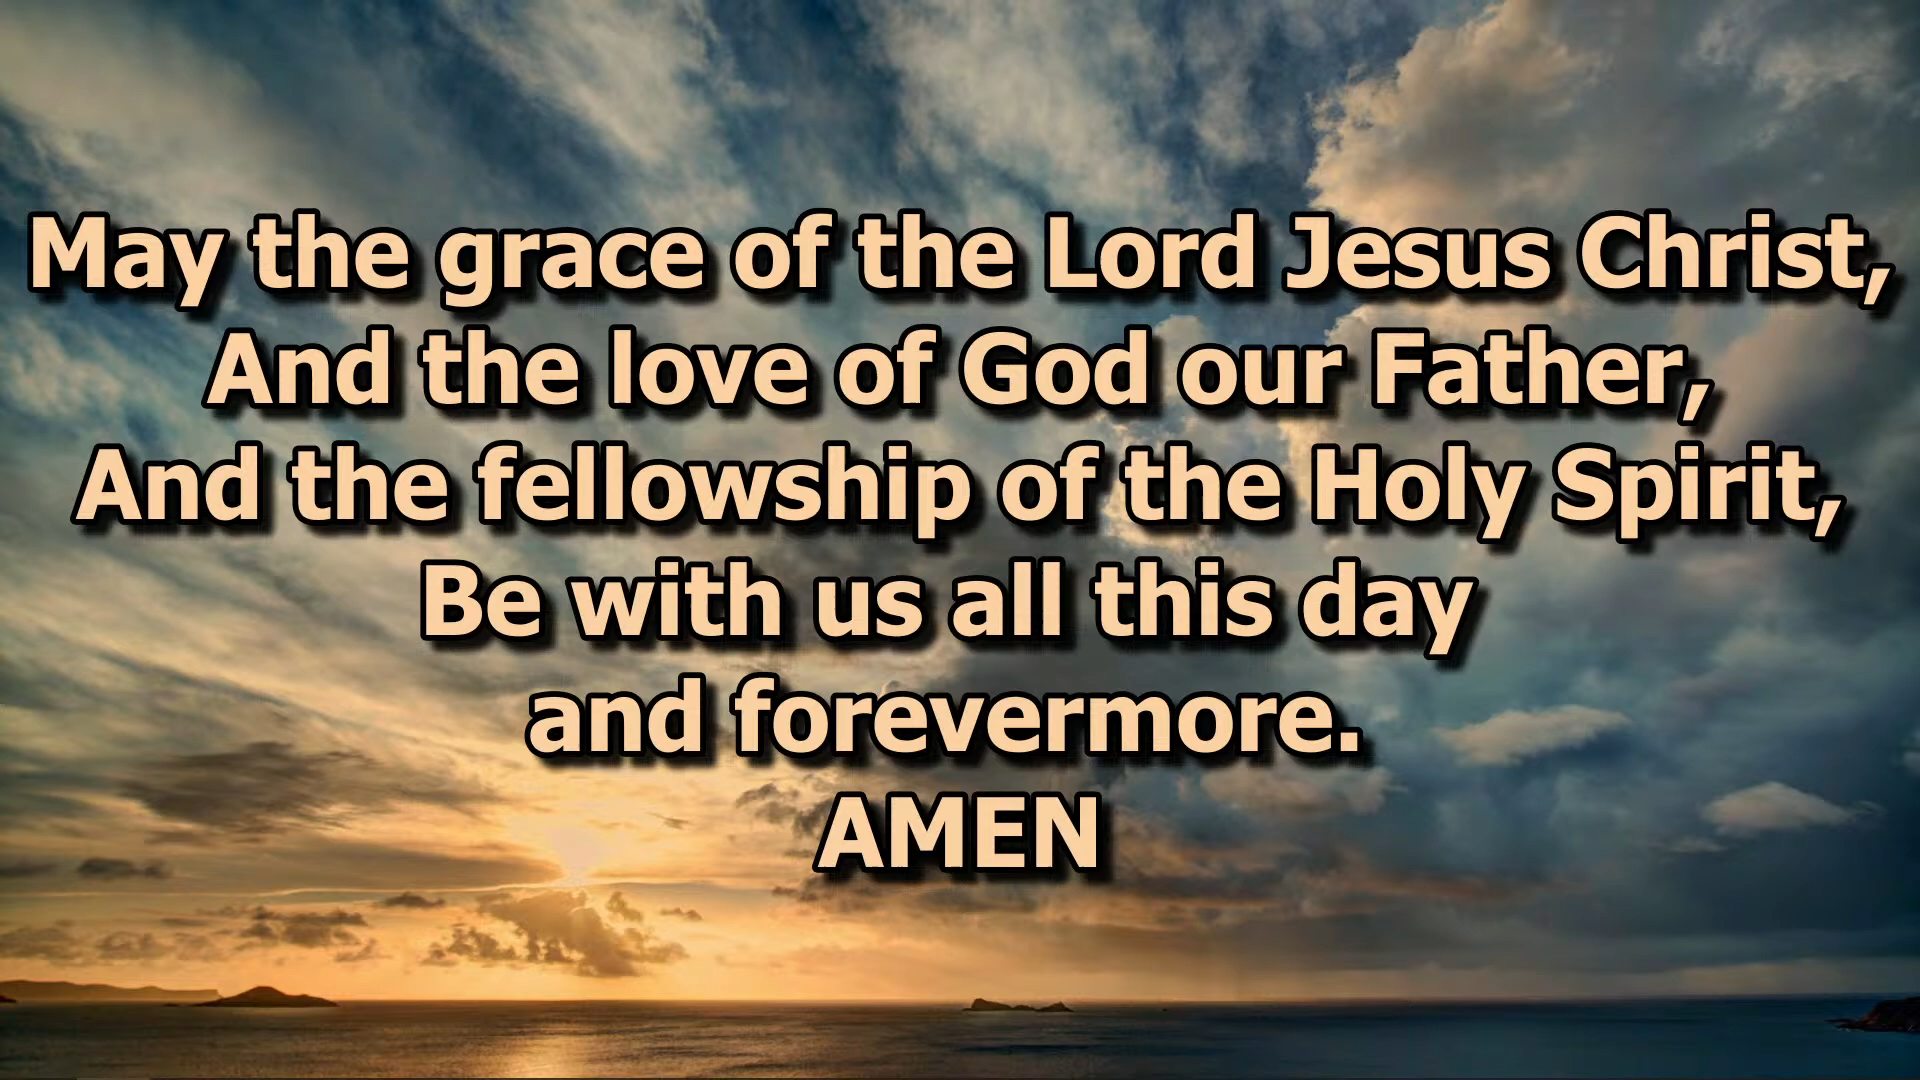 May the grace of the Lord Jesus Christ,
And the love of God our Father,
And the fellowship of the Holy Spirit,
Be with us all this day
and forevermore.
AMEN